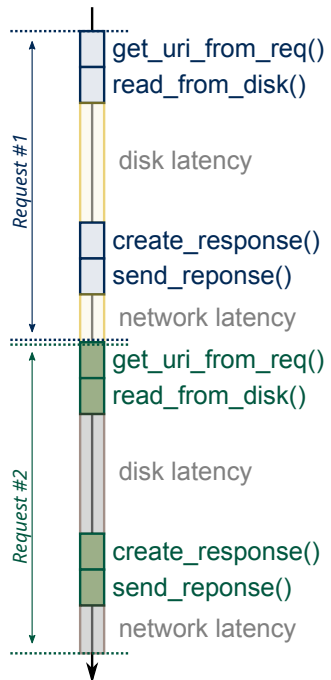 get_uri_from_req()
read_from_disk()
disk latency
Request #1
create_response()
send_reponse()
network latency
get_uri_from_req()
read_from_disk()
disk latency
Request #2
create_response()
send_reponse()
network latency